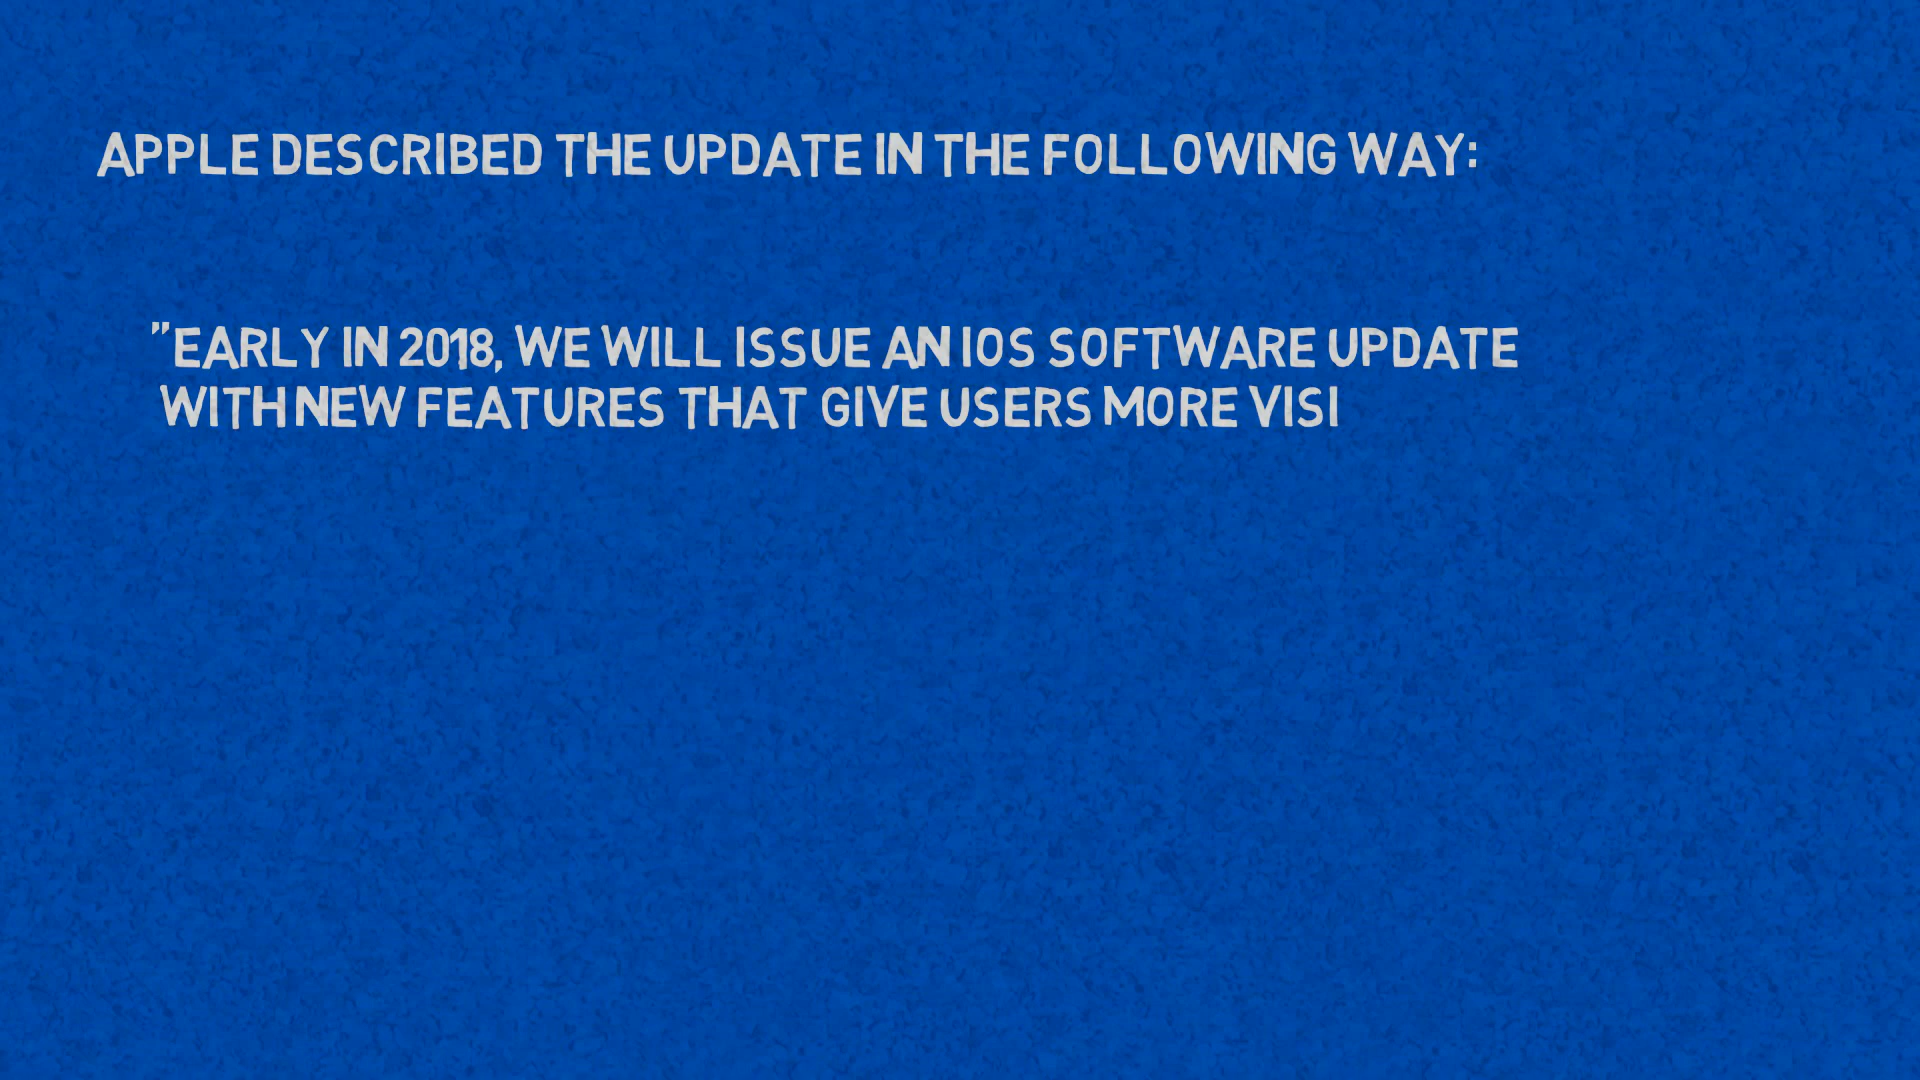 APPLE DESCRIBED THE UPDATE IN THE FOLLOWING WAY:
"EARLY IN 2018, WE WILL ISSUE AN IOS SOFTWARE UPDATE
WITH NEW FEATURES THAT GIVE USERS MORE VISI